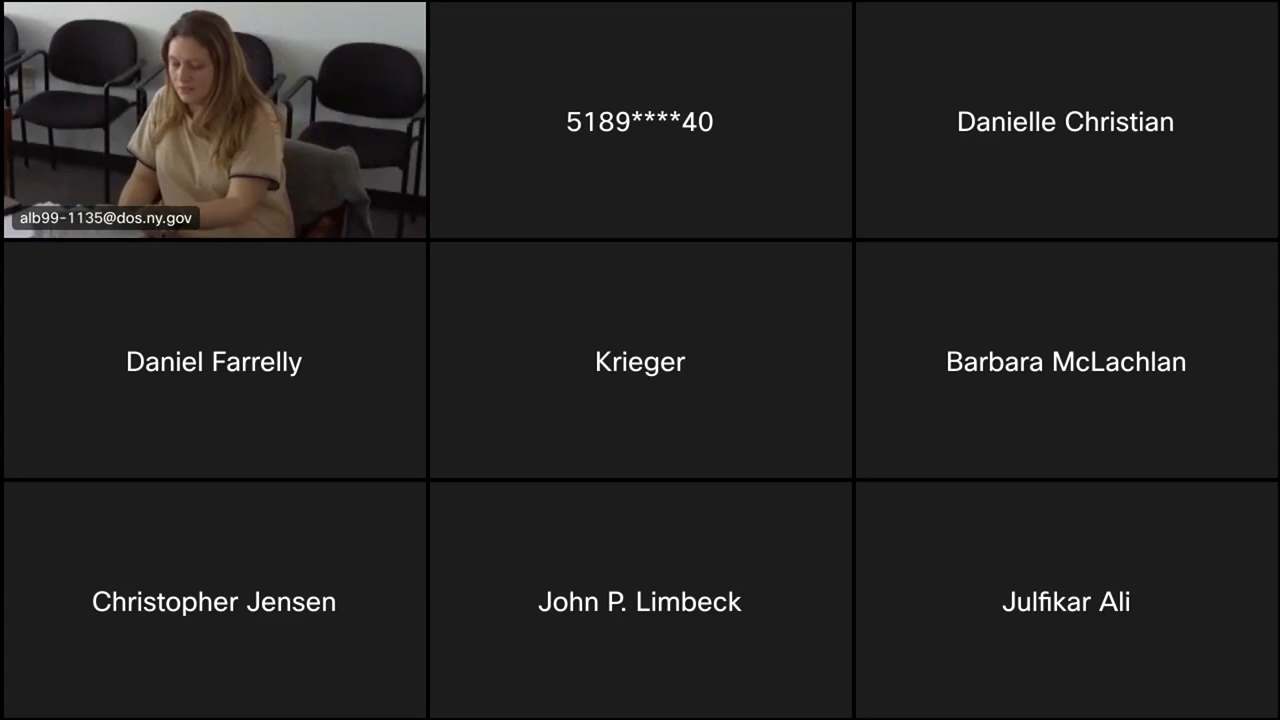 alb99-1135@dos.ny.gov
5189****40
Danielle Christian
Daniel Farrelly
Krieger
Barbara McLachlan
Christopher Jensen
John P. Limbeck
Julfikar Ali